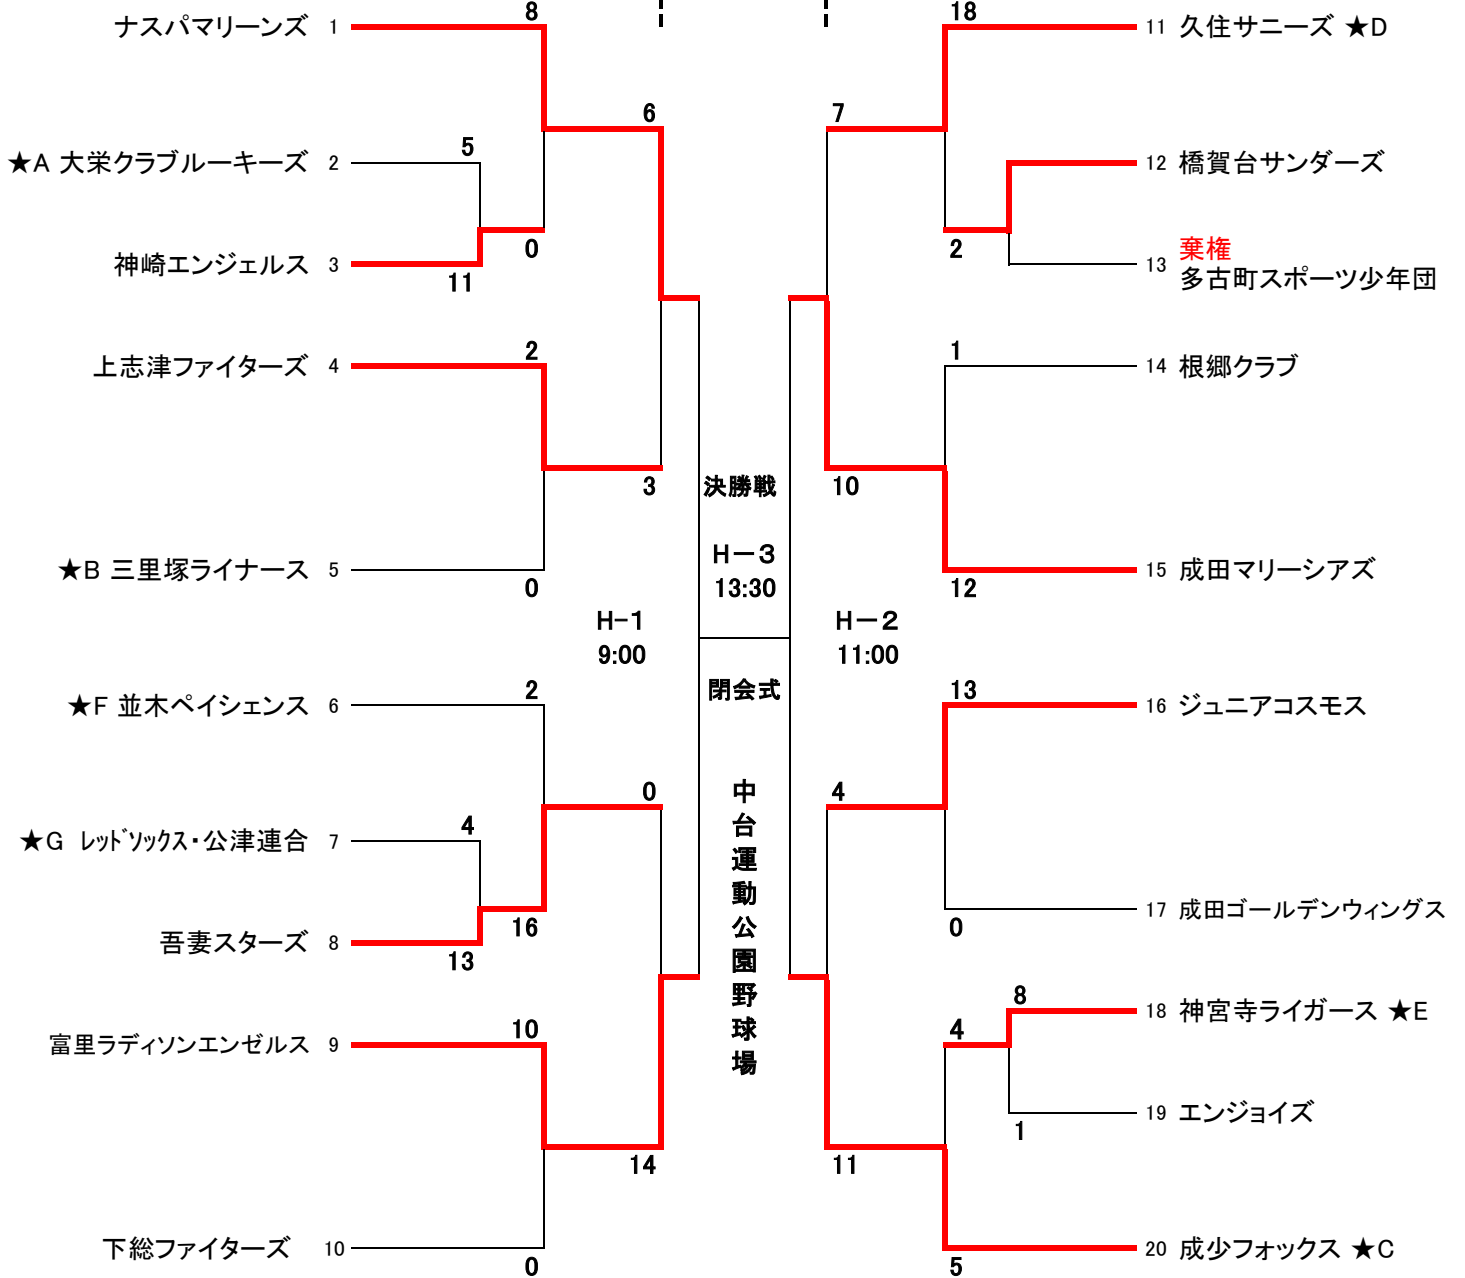 ナスパマリーンズ 1
8
★A 大栄クラブルーキーズ 2
5
神崎エンジェルス 3
11
0
6
上志津ファイターズ 4
2
3
★B 三里塚ライナース 5
0
H-1
9:00
★F 並木ペイシェンス 6
2
0
★G レッドソックス・公津連合 7
4
吾妻スターズ 8
13
16
富里ラディソンエンゼルス 9
10
14
下総ファイターズ 10
0
決勝戦
H－3
13:30
閉会式
中台運動公園野球場
18
11 久住サニーズ ★D
7
12 橋賀台サンダーズ
2
棄権
13 多古町スポーツ少年団
1
14 根郷クラブ
10
12
15 成田マリーシアズ
H－2
11:00
13
16 ジュニアコスモス
4
0
17 成田ゴールデンウィングス
8
18 神宮寺ライガース ★E
4
1
19 エンジョイズ
11
5
20 成少フォックス ★C